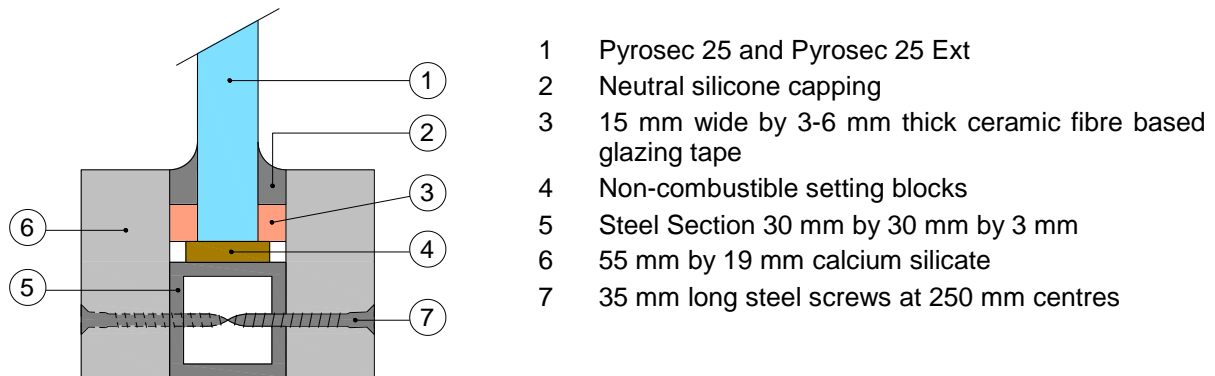 1 Pyrosec 25 and Pyrosec 25 Ext
2 Neutral silicone capping
3 15 mm wide by 3-6 mm thick ceramic fibre based
glazing tape
4 Non-combustible setting blocks
5 Steel Section 30 mm by 30 mm by 3 mm
6 55 mm by 19 mm calcium silicate
7 35 mm long steel screws at 250 mm centres
1
2
3
6
4
5
7